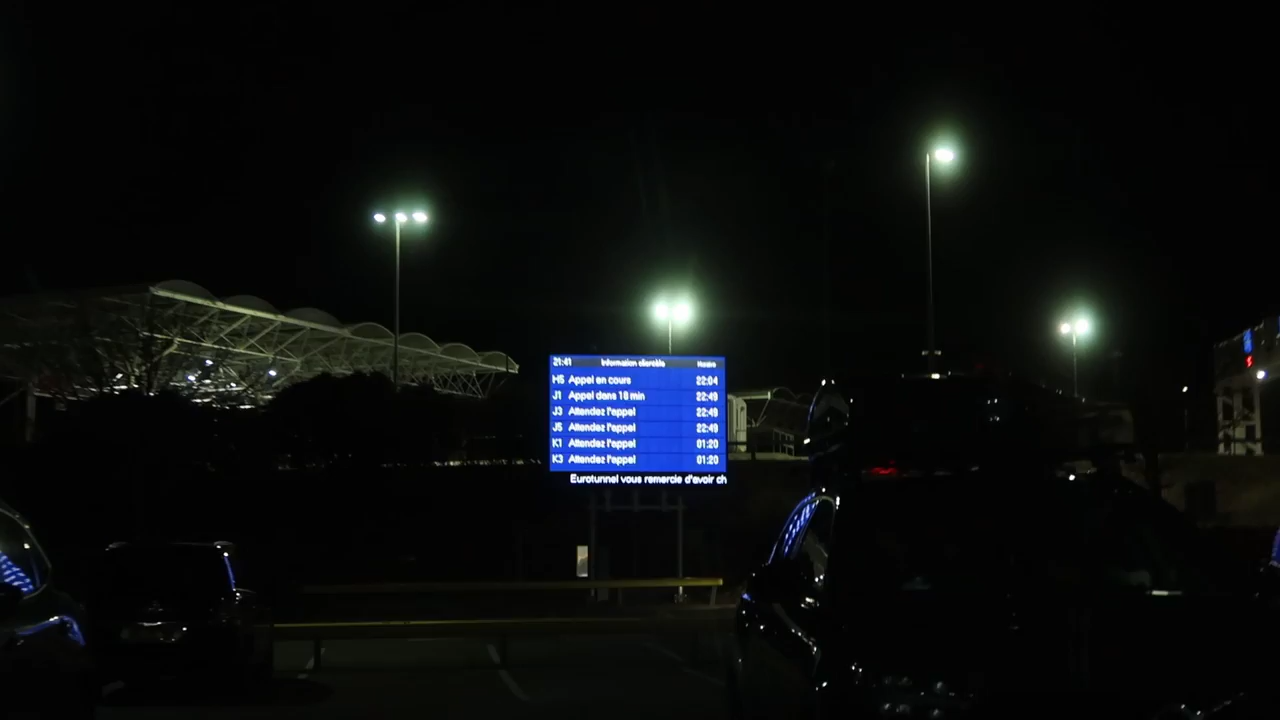 21:41 Information clientèle Horaire
H5 Appel en cours 22:04
J1 Appel dans 18 min 22:49
J3 Attendez l'appel 22:49
J5 Attendez l'appel 22:49
K1 Attendez l'appel 01:20
K3 Attendez l'appel 01:20
Eurotunnel vous remercie d'avoir ch